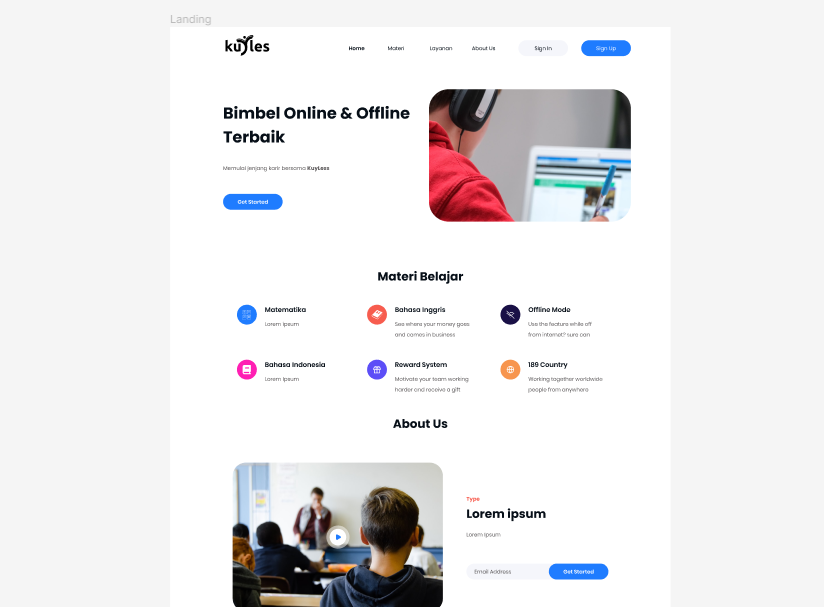 Landing
kuyles
Home
Materi
Layanan
About Us
Sign In
Sign Up
Bimbel Online & Offline
Terbaik
Memulai jenjang karir bersama KuyLess
Get Started
Materi Belajar
Matematika
Lorem Ipsum
Bahasa Inggris
See where your money goes
and comes in business
Offline Mode
Use the feature while off
from internet? sure can
Bahasa Indonesia
Lorem Ipsum
Reward System
Motivate your team working
harder and receive a gift
189 Country
Working together worldwide
people from anywhere
About Us
Type
Lorem ipsum
Lorem Ipsum
Email Address
Get Started